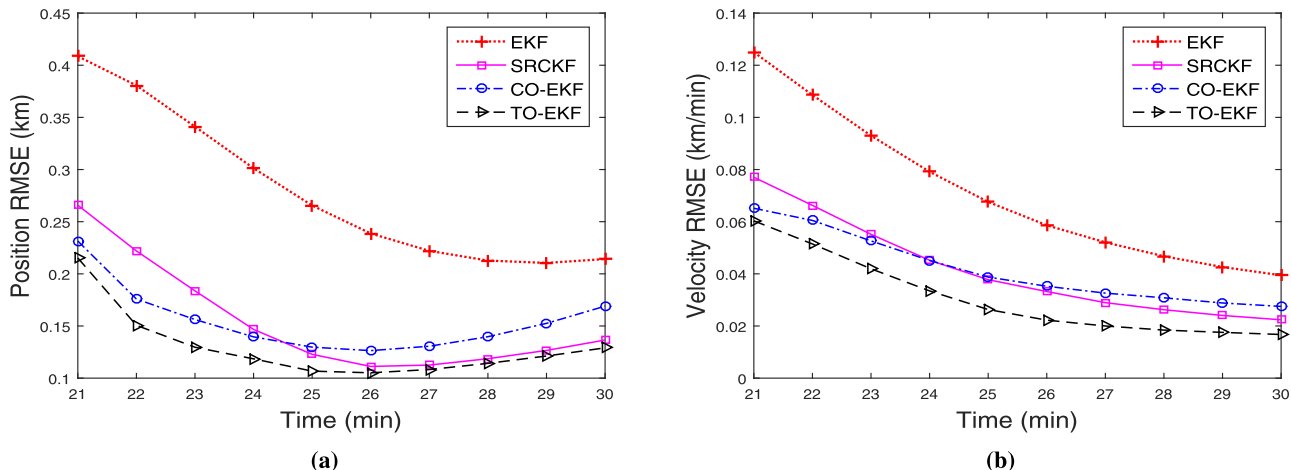 0.45
0.4
0.35
0.3
0.25
0.2
0.15
0.1
Position RMSE (km)
21 22 23 24 25 26 27 28 29 30
Time (min)
EKF
SRCKF
CO-EKF
TO-EKF
(a)
0.14
0.12
0.1
0.08
0.06
0.04
0.02
0
Velocity RMSE (km/min)
21 22 23 24 25 26 27 28 29 30
Time (min)
EKF
SRCKF
CO-EKF
TO-EKF
(b)